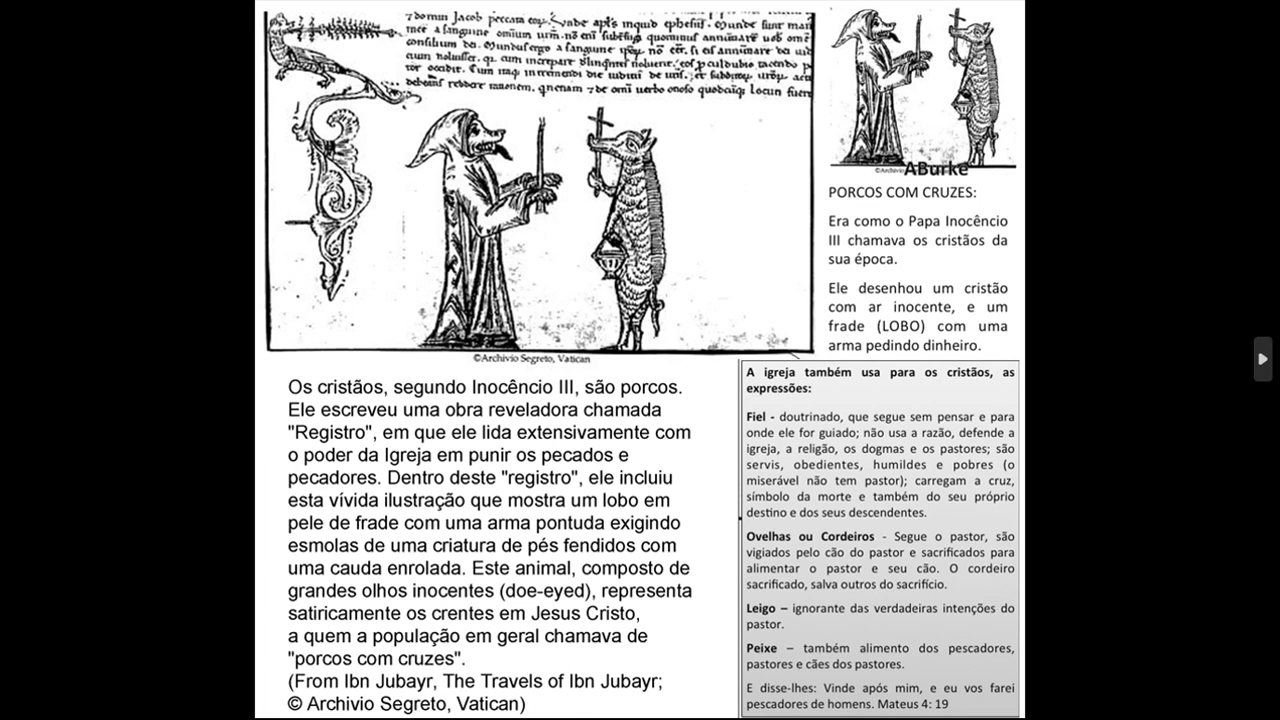 ©Archivio Segreto, Vatican
Os cristãos, segundo Inocêncio III, são porcos.
Ele escreveu uma obra reveladora chamada
"Registro", em que ele lida extensivamente com
o poder da Igreja em punir os pecados e
pecadores. Dentro deste "registro", ele incluiu
esta vívida ilustração que mostra um lobo em
pele de frade com uma arma pontuda exigindo
esmolas de uma criatura de pés fendidos com
uma cauda enrolada. Este animal, composto de
grandes olhos inocentes (doe-eyed), representa
satiricamente os crentes em Jesus Cristo,
a quem a população em geral chamava de
"porcos com cruzes".
(From Ibn Jubayr, The Travels of Ibn Jubayr;
© Archivio Segreto, Vatican)
©Archivio
ABurke
PORCOS COM CRUZES:
Era como o Papa Inocêncio
III chamava os cristãos da
sua época.
Ele desenhou um cristão
com ar inocente, e um
frade (LOBO) com uma
arma pedindo dinheiro.
A igreja também usa para os cristãos, as
expressões:
Fiel - doutrinado, que segue sem pensar e para
onde ele for guiado; não usa a razão, defende a
igreja, a religião, os dogmas e os pastores; são
servis, obedientes, humildes e pobres (o
miserável não tem pastor); carregam a cruz,
símbolo da morte e também do seu próprio
destino e dos seus descendentes.
Ovelhas ou Cordeiros - Segue o pastor, são
vigiados pelo cão do pastor e sacrificados para
alimentar o pastor e seu cão. O cordeiro
sacrificado, salva outros do sacrifício.
Leigo – ignorante das verdadeiras intenções do
pastor.
Peixe – também alimento dos pescadores,
pastores e cães dos pastores.
E disse-lhes: Vinde após mim, e eu vos farei
pescadores de homens. Mateus 4: 19